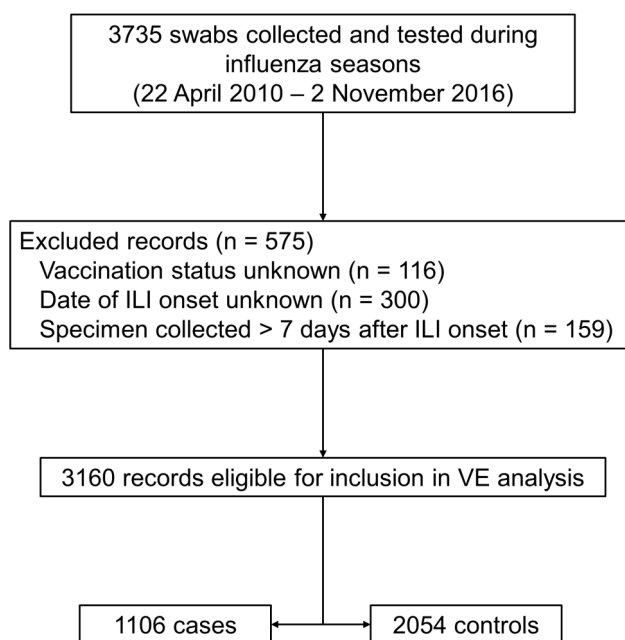 3735 swabs collected and tested during
influenza seasons
(22 April 2010 – 2 November 2016)
Excluded records (n = 575)
Vaccination status unknown (n = 116)
Date of ILI onset unknown (n = 300)
Specimen collected > 7 days after ILI onset (n = 159)
3160 records eligible for inclusion in VE analysis
1106 cases
2054 controls